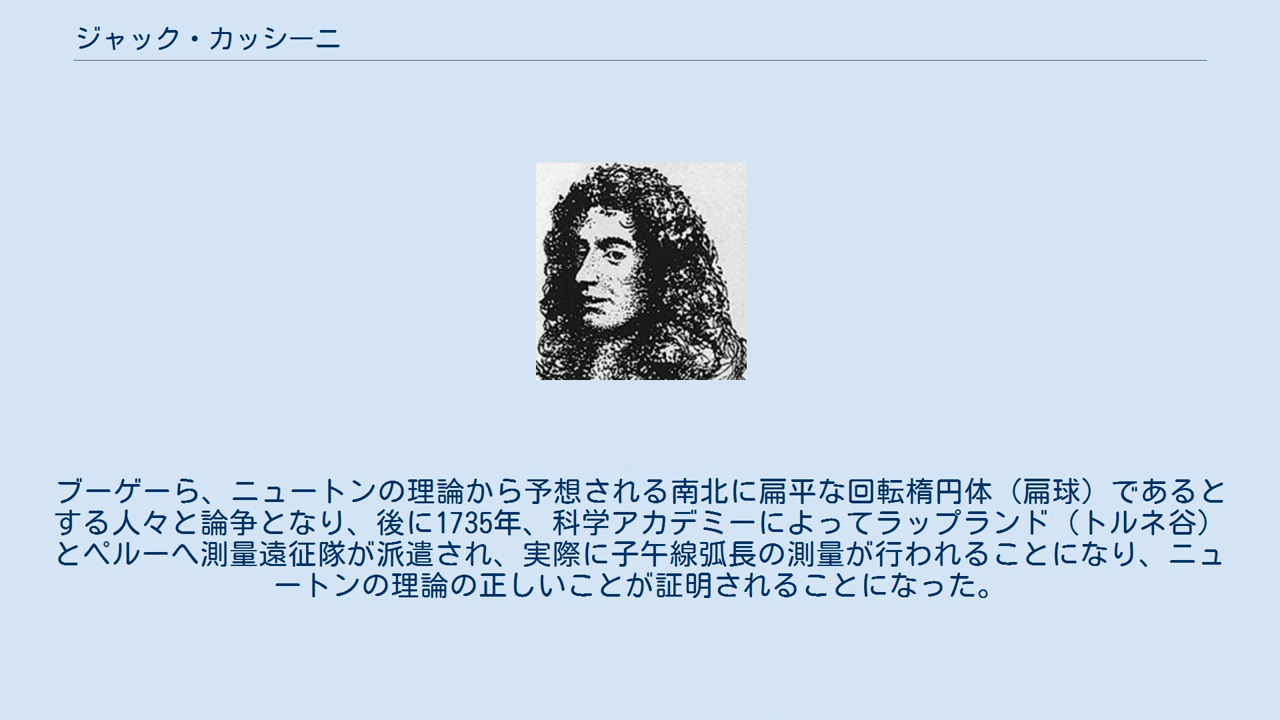 ジャック・カッシーニ
ブーゲーら、ニュートンの理論から予想される南北に扁平な回転楕円体（扁球）であると
する人々と論争となり、後に1735年、科学アカデミーによってラップランド（トルネ谷）
とペルーへ測量遠征隊が派遣され、実際に子午線弧長の測量が行われることになり、ニュ
ートンの理論の正しいことが証明されることになった。